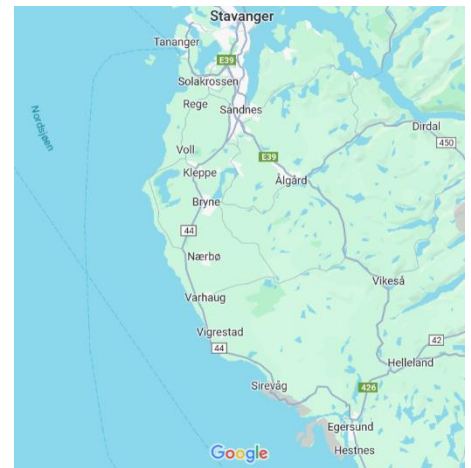 Stavanger
Tananger
E39
Solakrossen
Rege
Sandnes
Nordsjøen
Dirdal
450
Voll
E39
Kleppe
Ålgård
Bryne
44
Nærbø
Vikeså
Varhaug
Vigrestad
42
44
Helleland
Sirevåg
426
Egersund
Google
Hestnes